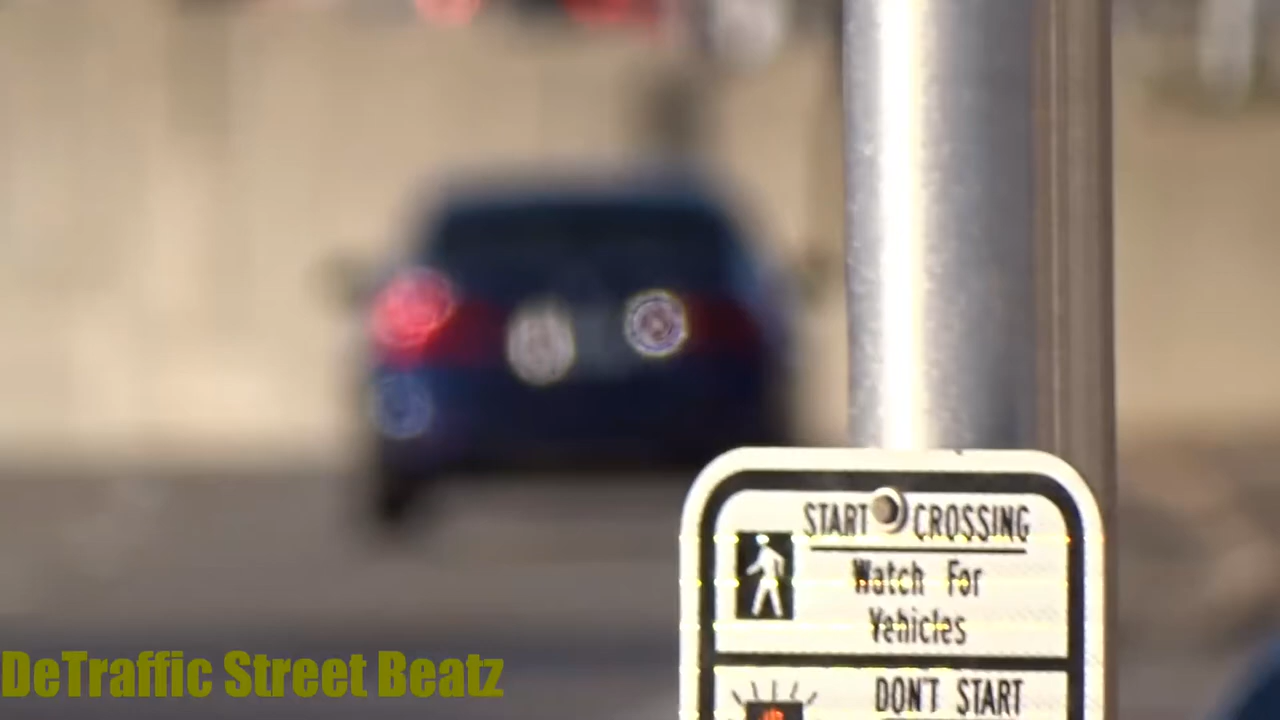 START CROSSING
Watch For
Vehicles
DON'T START
DeTraffic Street Beatz